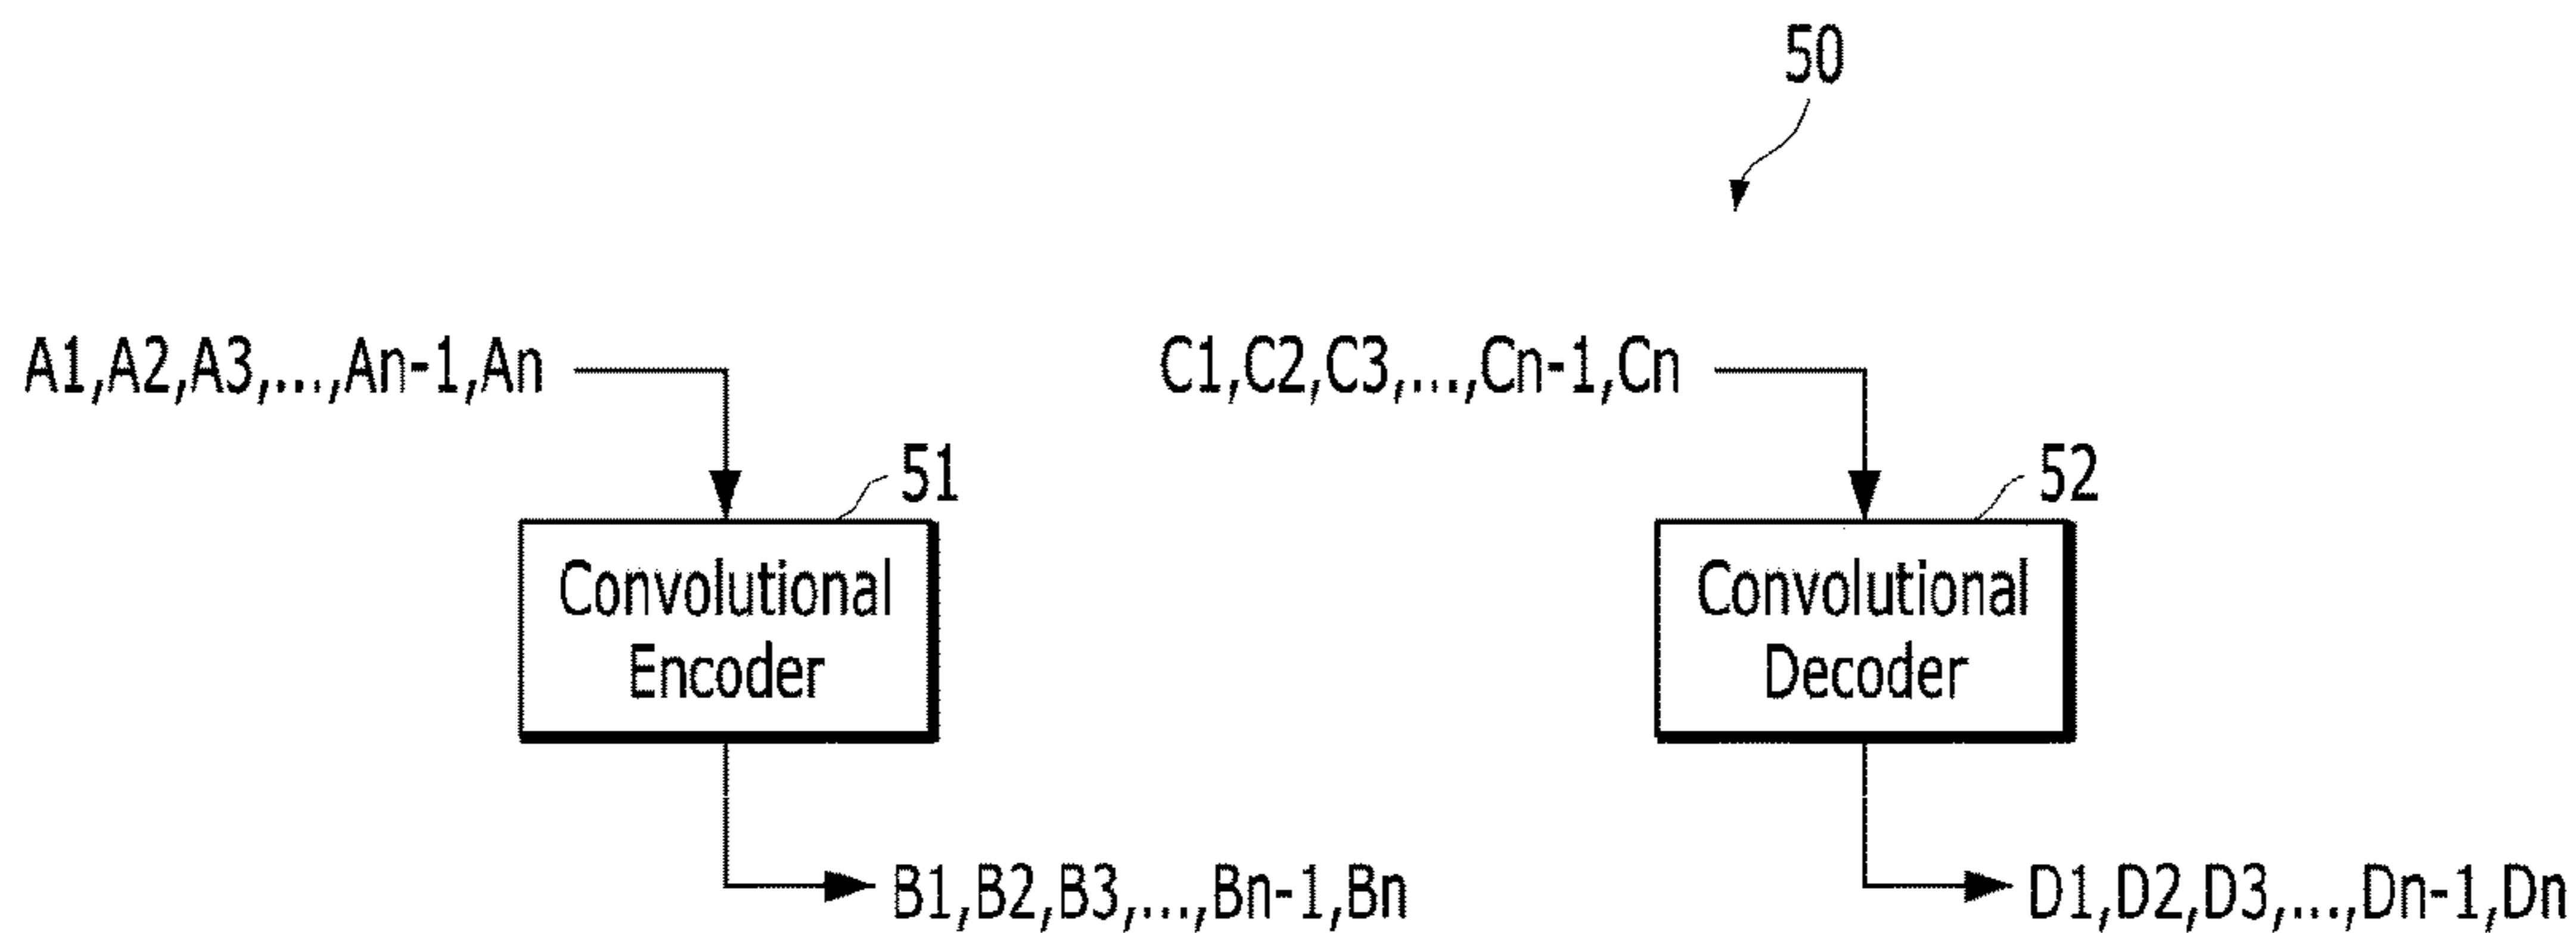 50
A1,A2,A3,...,An-1,An
C1,C2,C3,...,Cn-1,Cn
51
52
Convolutional
Encoder
Convolutional
Decoder
B1,B2,B3,...,Bn-1,Bn
D1,D2,D3,...,Dn-1,Dn